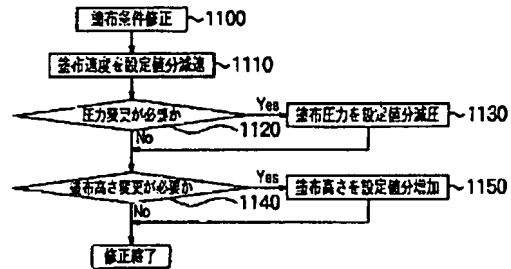 塗布条件修正 1100
塗布速度を設定値分減速 1110
圧力変更が必要か Yes 塗布圧力を設定値分減圧 1130
1120
No
塗布高さ変更が必要か Yes 塗布高さを設定値分増加 1150
1140
No
修正終了